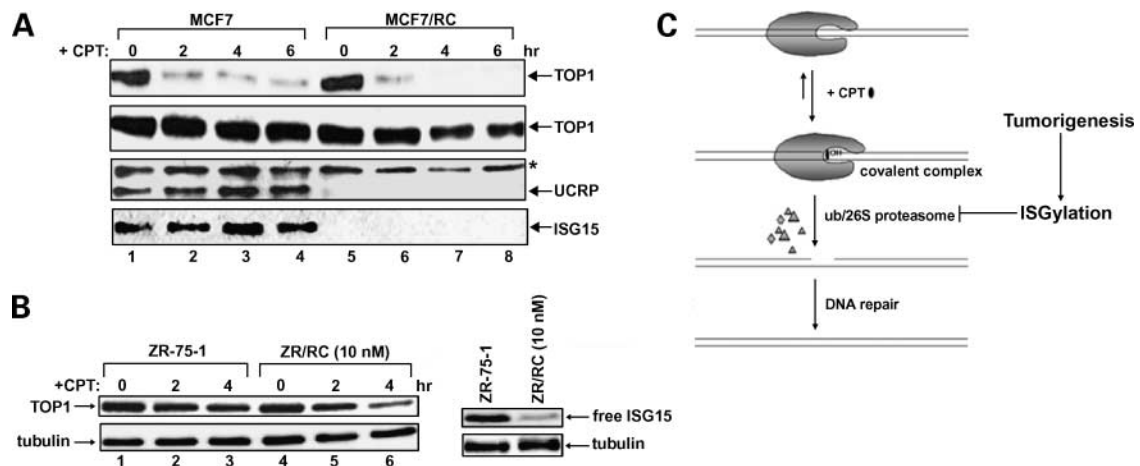 A
MCF7 MCF7/RC
+ CPT: 0 2 4 6 0 2 4 6 hr
TOP1
TOP1
*
UCRP
ISG15
1 2 3 4 5 6 7 8
B
ZR-75-1 ZR/RC (10 nM)
+CPT: 0 2 4 0 2 4 hr
TOP1
tubulin
1 2 3 4 5 6
ZR-75-1
ZR/RC (10 nM)
free ISG15
tubulin
C
+ CPT
Tumorigenesis
OH
covalent complex
ub/26S proteasome
ISGylation
DNA repair